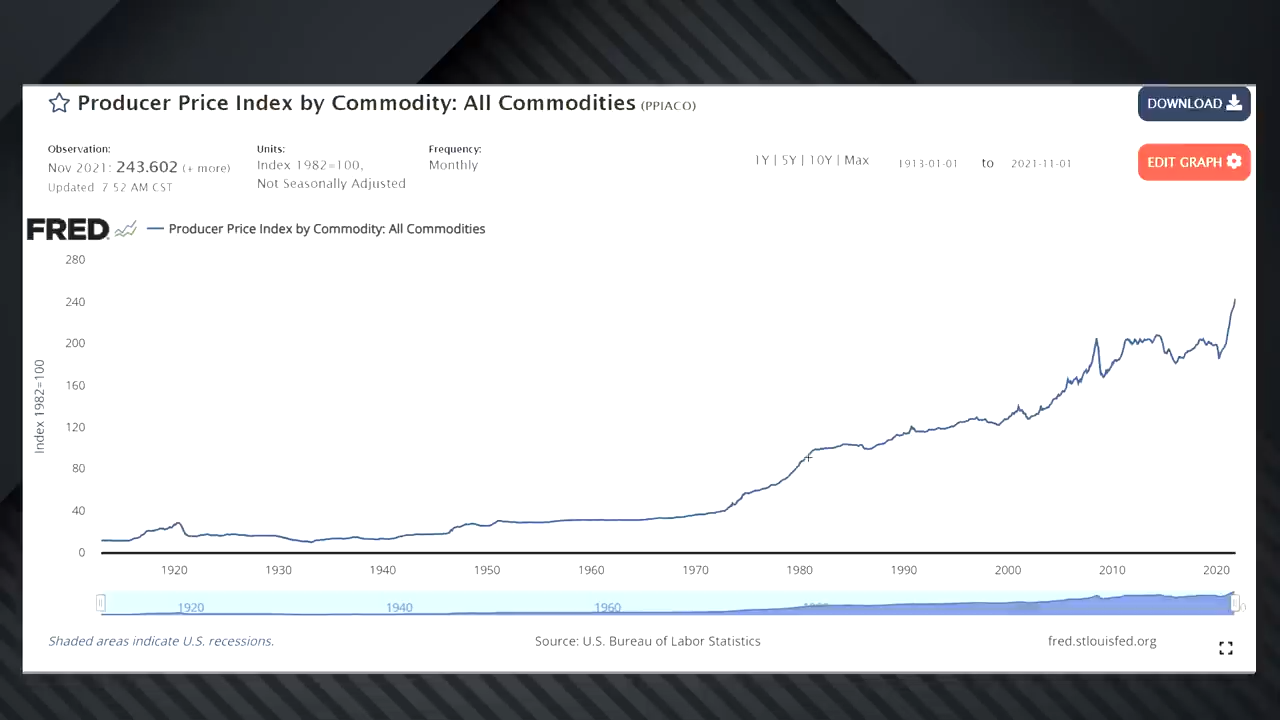 Producer Price Index by Commodity: All Commodities (PPIACO)
DOWNLOAD
Observation:
Nov 2021: 243.602 (+ more)
Updated 7 52 AM CST
Units:
Index 1982=100,
Not Seasonally Adjusted
Frequency:
Monthly
1Y | 5Y | 10Y | Max
1913-01-01 to 2021-11-01
EDIT GRAPH
FRED
Producer Price Index by Commodity: All Commodities
280
240
200
160
120
80
40
0
Index 1982=100
1920 1930 1940 1950 1960 1970 1980 1990 2000 2010 2020
1920 1940 1960
Shaded areas indicate U.S. recessions.
Source: U.S. Bureau of Labor Statistics
fred.stlouisfed.org